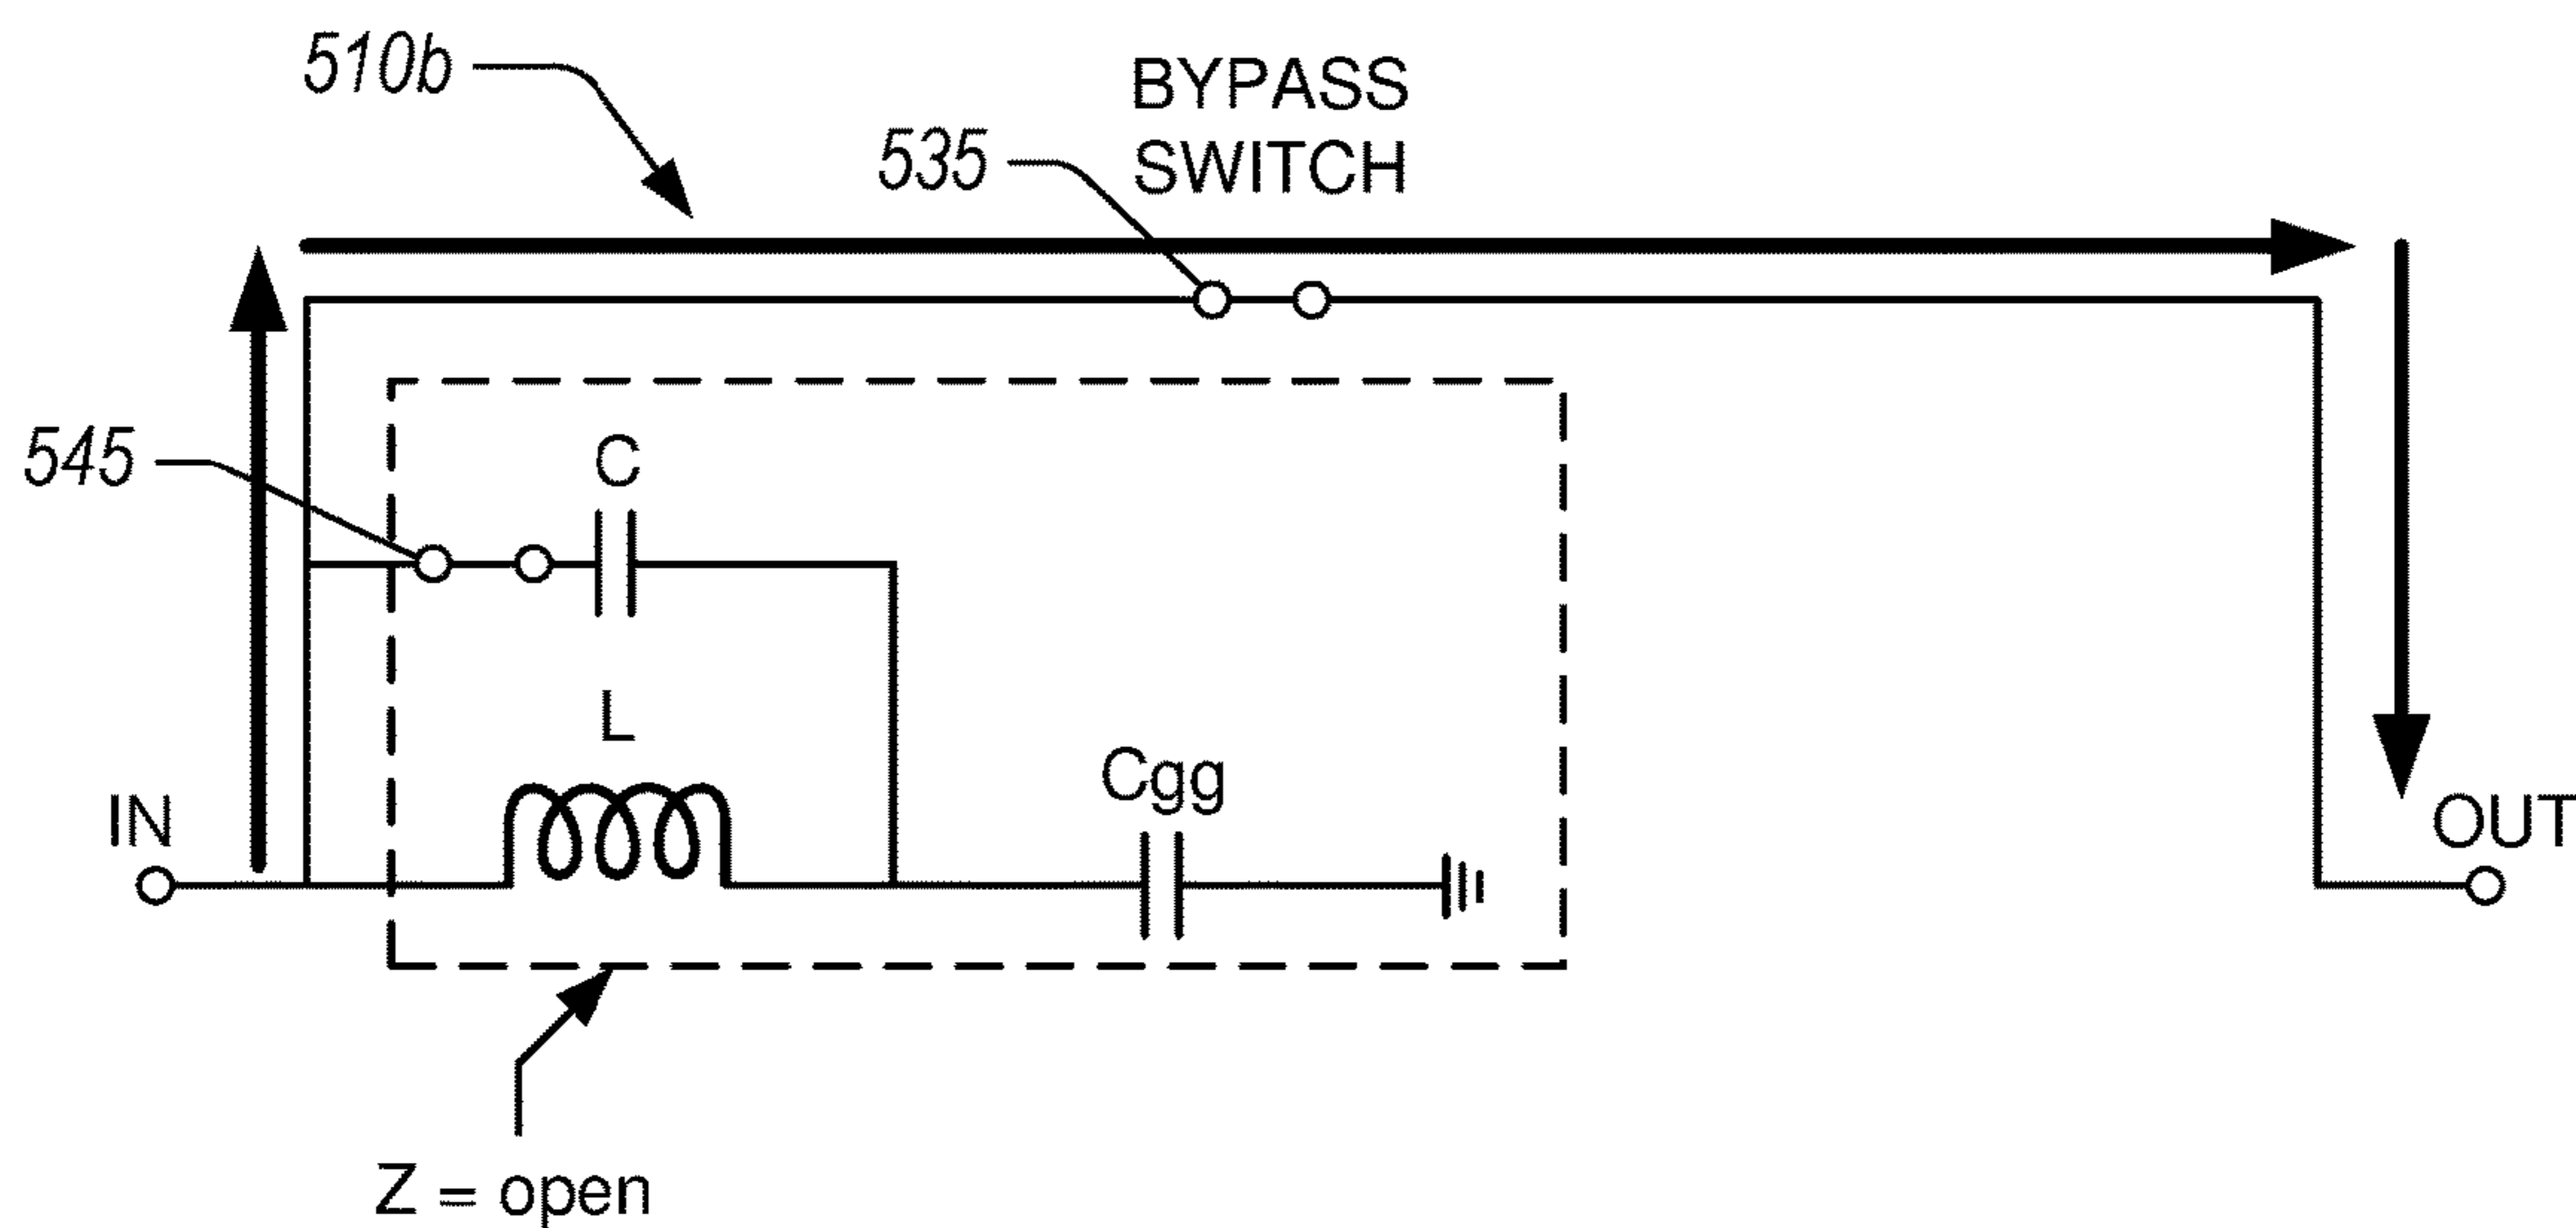 510b
BYPASS
SWITCH
535
545
C
L
Cgg
IN
OUT
Z = open